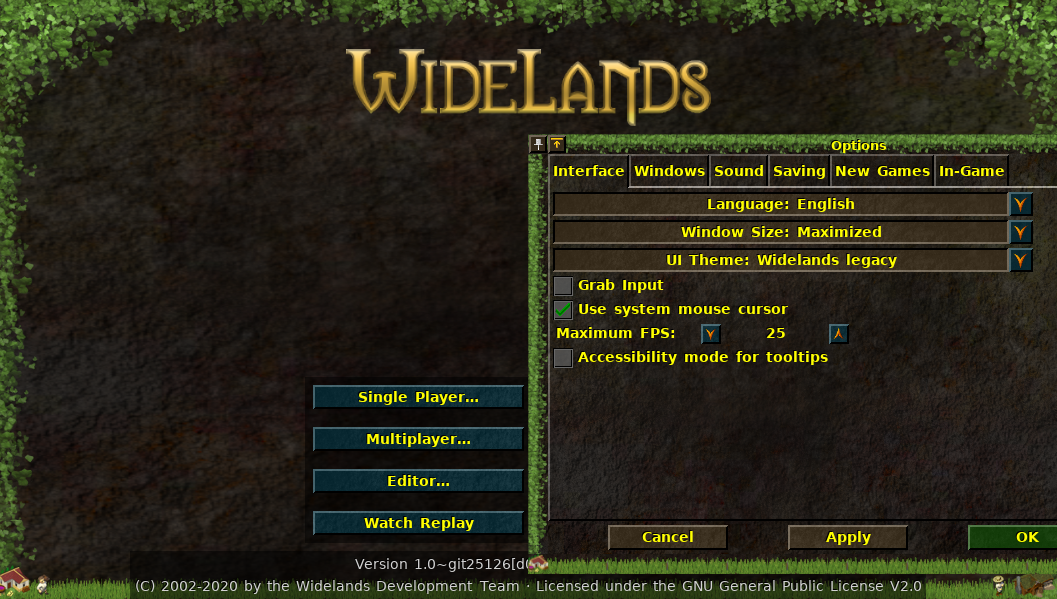 WIDELANDS
Options
Interface Windows Sound Saving New Games In-Game
Language: English
Window Size: Maximized
UI Theme: Widelands legacy
Grab Input
Use system mouse cursor
Maximum FPS: 25
Accessibility mode for tooltips
Single Player...
Multiplayer...
Editor...
Watch Replay
Cancel Apply OK
Version 1.0~git25126[d
(C) 2002-2020 by the Widelands Development Team · Licensed under the GNU General Public License V2.0